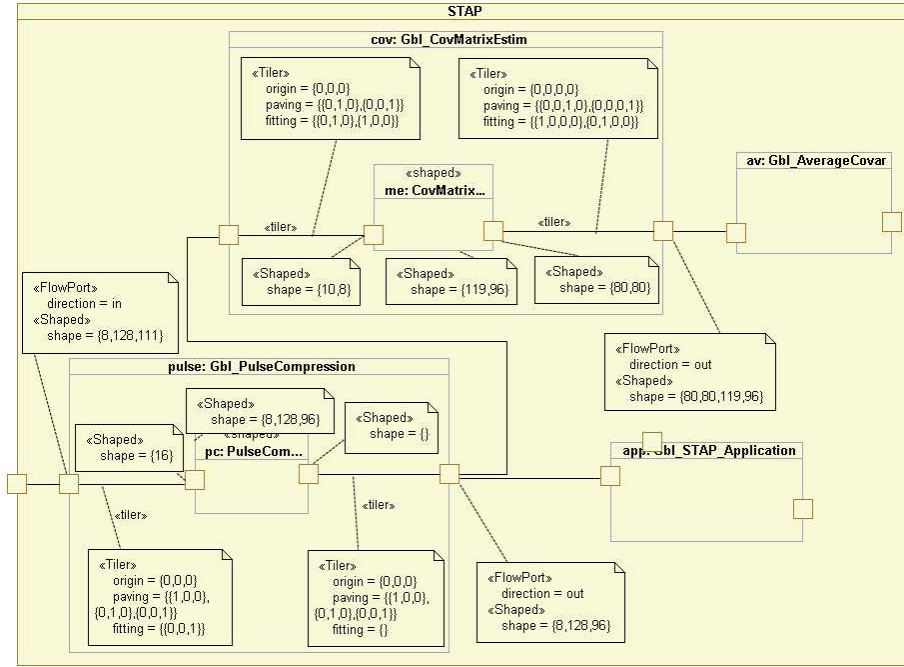 STAP
cov: Gbl_CovMatrixEstim
«Tiler»
origin = {0,0,0}
paving = {{0,1,0},{0,0,1}}
fitting = {{0,1,0},{1,0,0}}
«Tiler»
origin = {0,0,0,0}
paving = {{0,0,1,0},{0,0,0,1}}
fitting = {{1,0,0,0},{0,1,0,0}}
«shaped»
me: CovMatrix...
av: Gbl_AverageCovar
«tiler»
«tiler»
«Shaped»
shape = {10,8}
«Shaped»
shape = {119,96}
«Shaped»
shape = {80,80}
«FlowPort»
direction = in
«Shaped»
shape = {8,128,111}
«FlowPort»
direction = out
«Shaped»
shape = {80,80,119,96}
pulse: Gbl_PulseCompression
«Shaped»
shape = {8,128,96}
«Shaped»
shape = {}
«Shaped»
shape = {16}
«shaped»
pc: PulseCom...
app: Gbl_STAP_Application
«tiler»
«tiler»
«Tiler»
origin = {0,0,0}
paving = {{1,0,0},
{0,1,0},{0,0,1}}
fitting = {{0,0,1}}
«Tiler»
origin = {0,0,0}
paving = {{1,0,0},
{0,1,0},{0,0,1}}
fitting = {}
«FlowPort»
direction = out
«Shaped»
shape = {8,128,96}